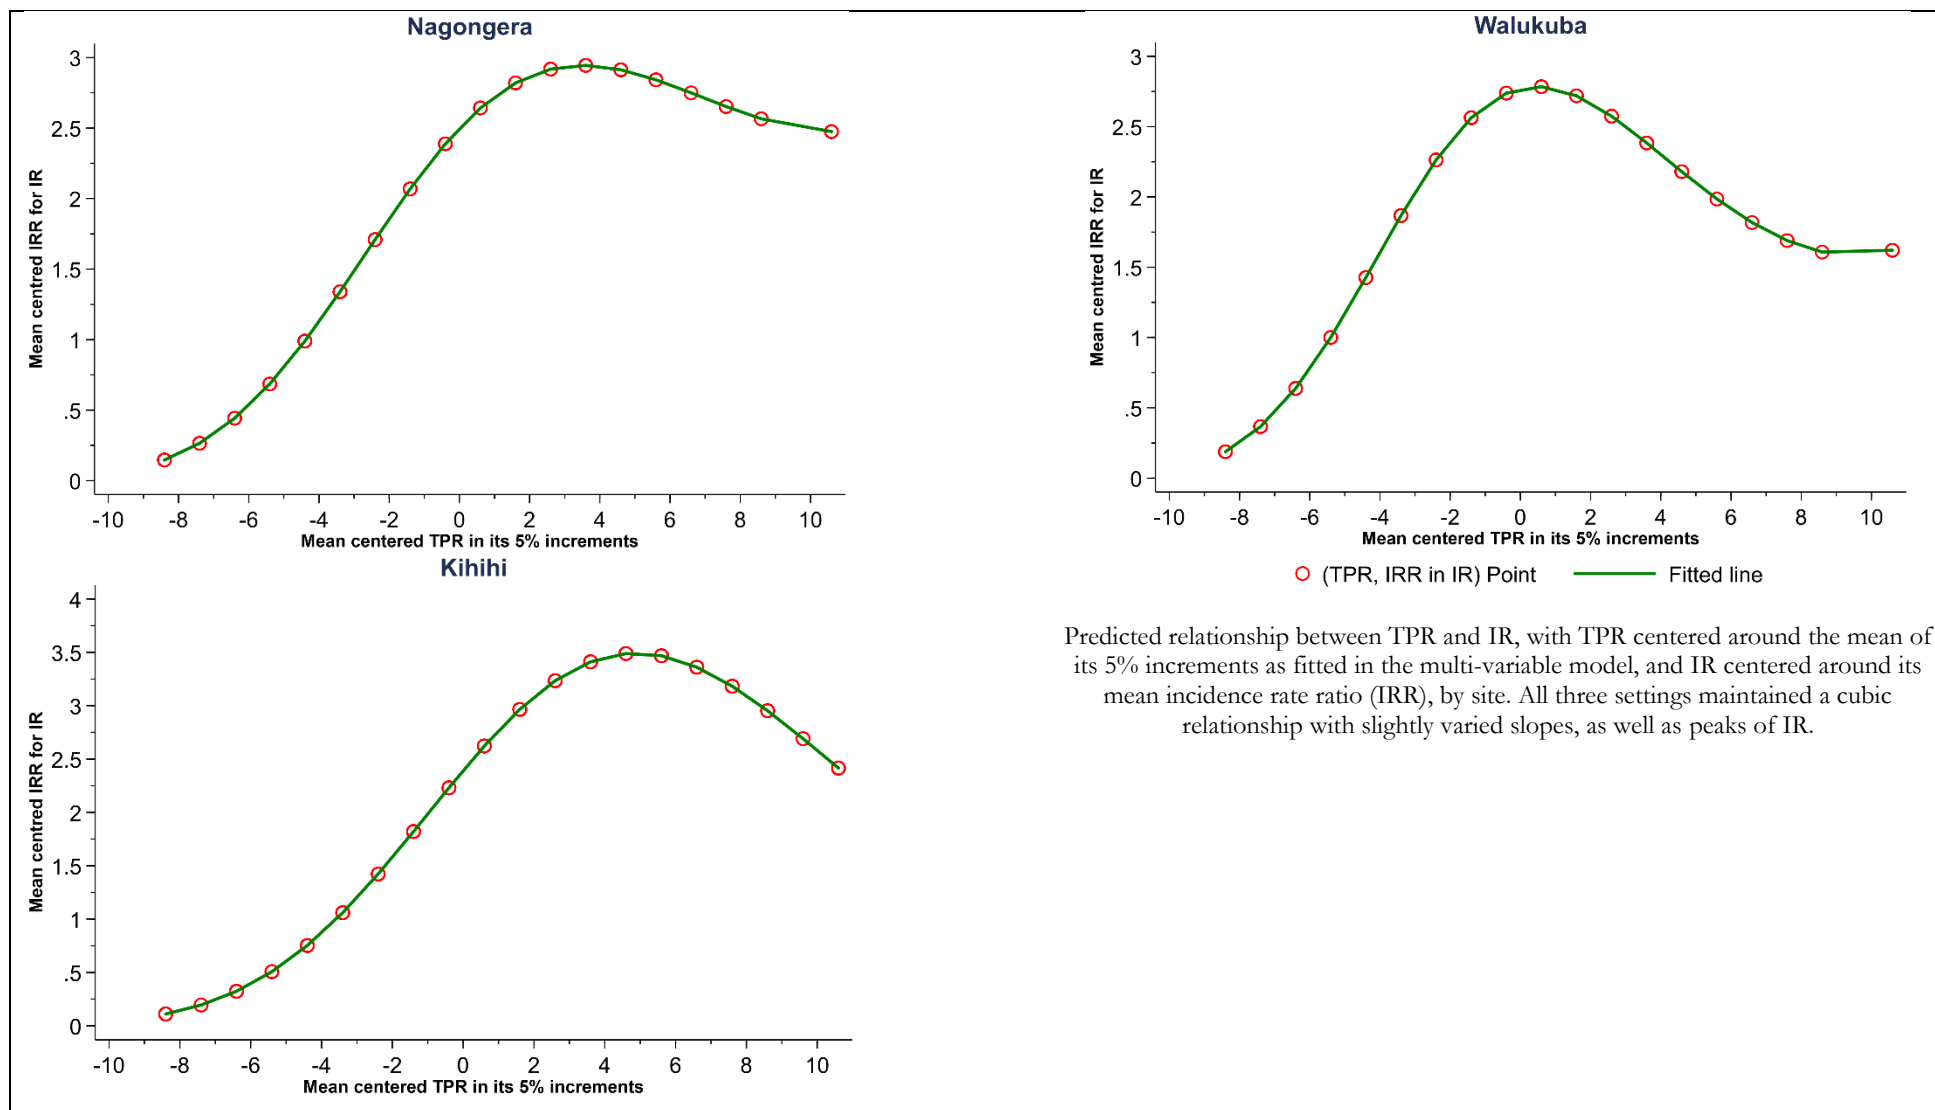 Nagongera
Mean centred IRR for IR
3
2.5
2
1.5
1
.5
0
-10 -8 -6 -4 -2 0 2 4 6 8 10
Mean centered TPR in its 5% increments
Walukuba
Mean centred IRR for IR
3
2.5
2
1.5
1
.5
0
-10 -8 -6 -4 -2 0 2 4 6 8 10
Mean centered TPR in its 5% increments
(TPR, IRR in IR) Point Fitted line
Kihihi
Mean centred IRR for IR
4
3.5
3
2.5
2
1.5
1
.5
0
-10 -8 -6 -4 -2 0 2 4 6 8 10
Mean centered TPR in its 5% increments
Predicted relationship between TPR and IR, with TPR centered around the mean of
its 5% increments as fitted in the multi-variable model, and IR centered around its
mean incidence rate ratio (IRR), by site. All three settings maintained a cubic
relationship with slightly varied slopes, as well as peaks of IR.